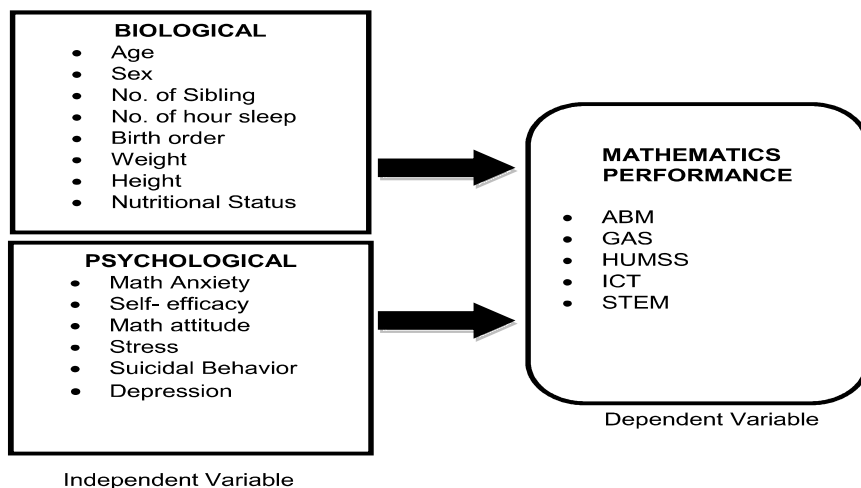 BIOLOGICAL
• Age
• Sex
• No. of Sibling
• No. of hour sleep
• Birth order
• Weight
• Height
• Nutritional Status
PSYCHOLOGICAL
• Math Anxiety
• Self- efficacy
• Math attitude
• Stress
• Suicidal Behavior
• Depression
Independent Variable
MATHEMATICS
PERFORMANCE
• ABM
• GAS
• HUMSS
• ICT
• STEM
Dependent Variable